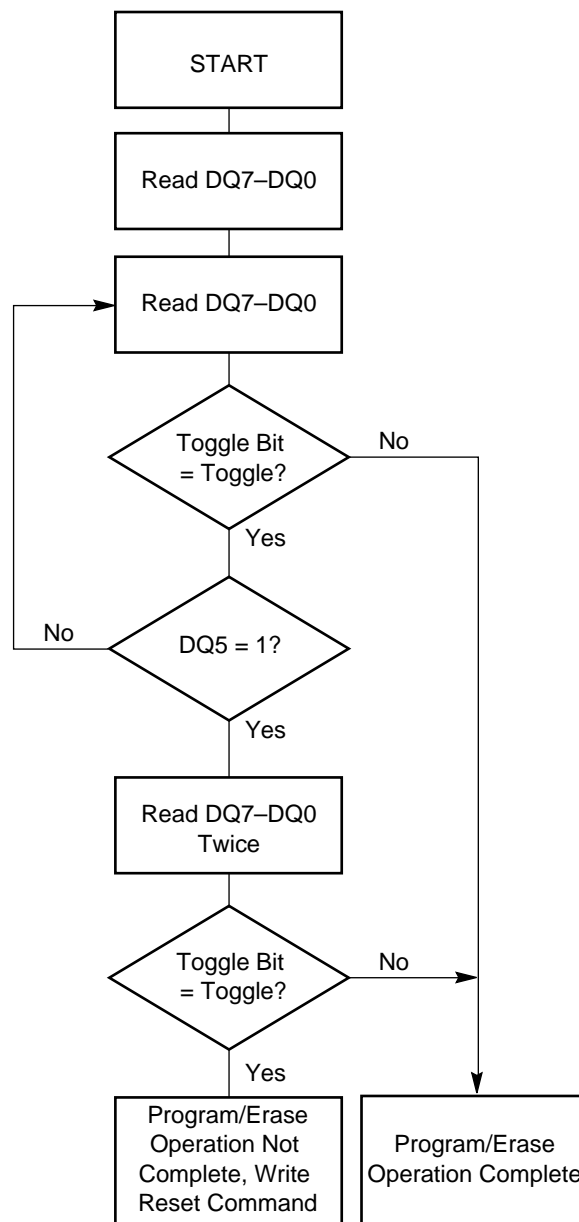 START
Read DQ7–DQ0
Read DQ7–DQ0
Toggle Bit
= Toggle?
No
Yes
No
DQ5 = 1?
Yes
Read DQ7–DQ0
Twice
Toggle Bit
= Toggle?
No
Yes
Program/Erase
Operation Not
Complete, Write
Reset Command
Program/Erase
Operation Complete